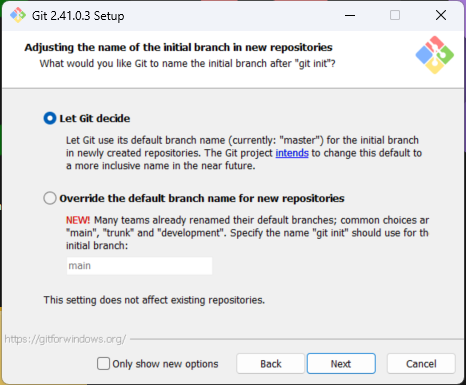 Git 2.41.0.3 Setup
Adjusting the name of the initial branch in new repositories
What would you like Git to name the initial branch after "git init"?
Let Git decide
Let Git use its default branch name (currently: "master") for the initial branch
in newly created repositories. The Git project intends to change this default to
a more inclusive name in the near future.
Override the default branch name for new repositories
NEW! Many teams already renamed their default branches; common choices ar
"main", "trunk" and "development". Specify the name "git init" should use for th
initial branch:
main
This setting does not affect existing repositories.
https://gitforwindows.org/
Only show new options
Back
Next
Cancel